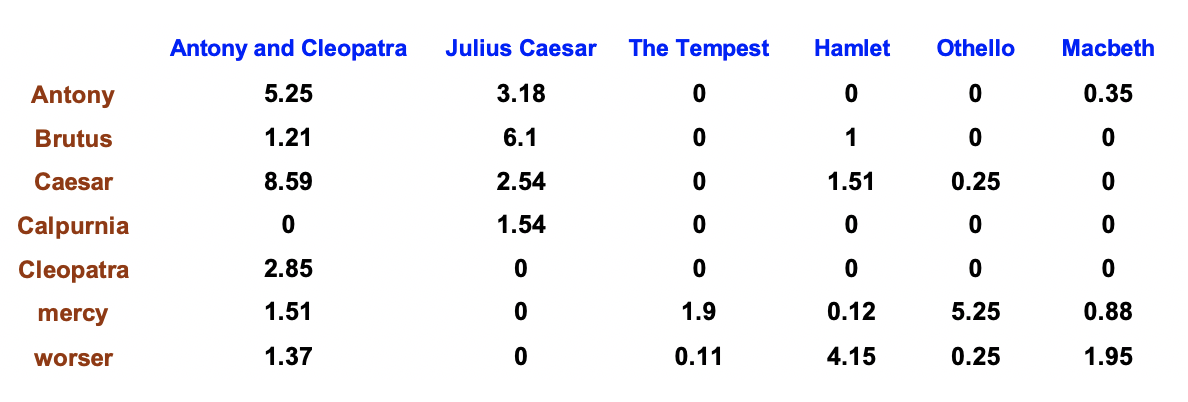 Antony and Cleopatra Julius Caesar The Tempest Hamlet Othello Macbeth
Antony 5.25 3.18 0 0 0 0.35
Brutus 1.21 6.1 0 1 0 0
Caesar 8.59 2.54 0 1.51 0.25 0
Calpurnia 0 1.54 0 0 0 0
Cleopatra 2.85 0 0 0 0 0
mercy 1.51 0 1.9 0.12 5.25 0.88
worser 1.37 0 0.11 4.15 0.25 1.95